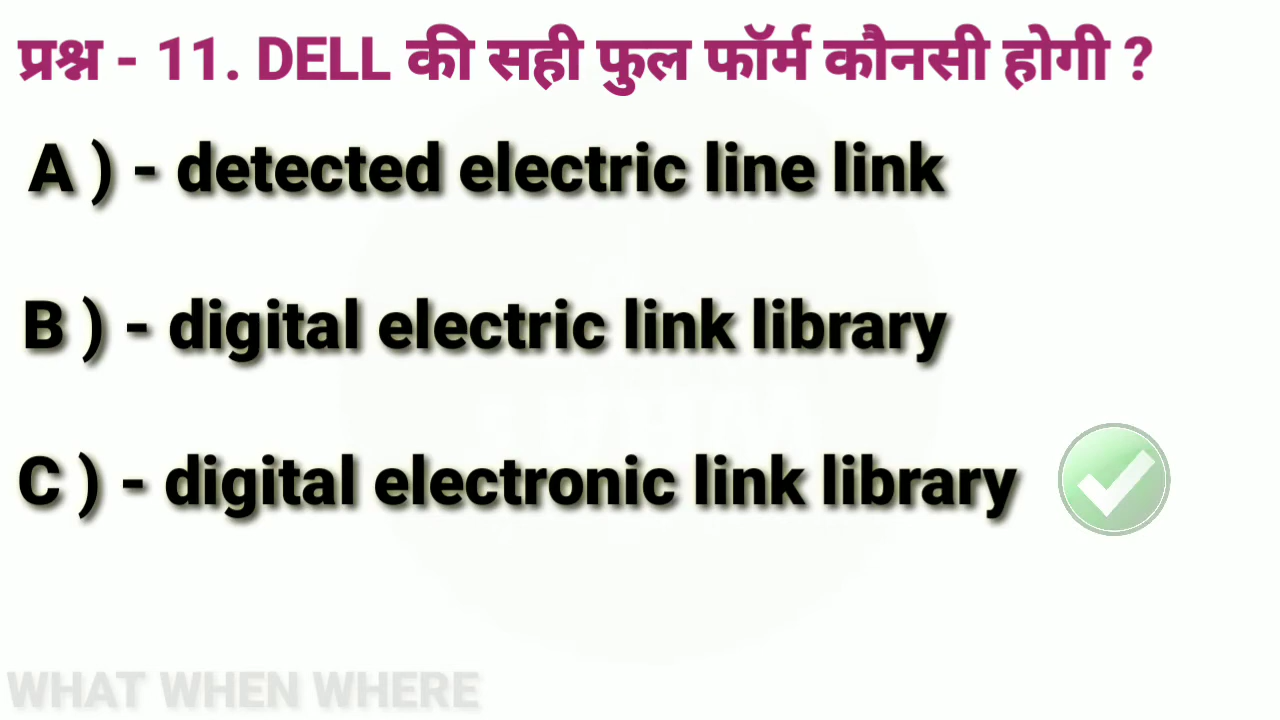 प्रश्न - 11. DELL की सही फुल फॉर्म कौनसी होगी ?
A ) - detected electric line link
B ) - digital electric link library
C ) - digital electronic link library
WHAT WHEN WHERE